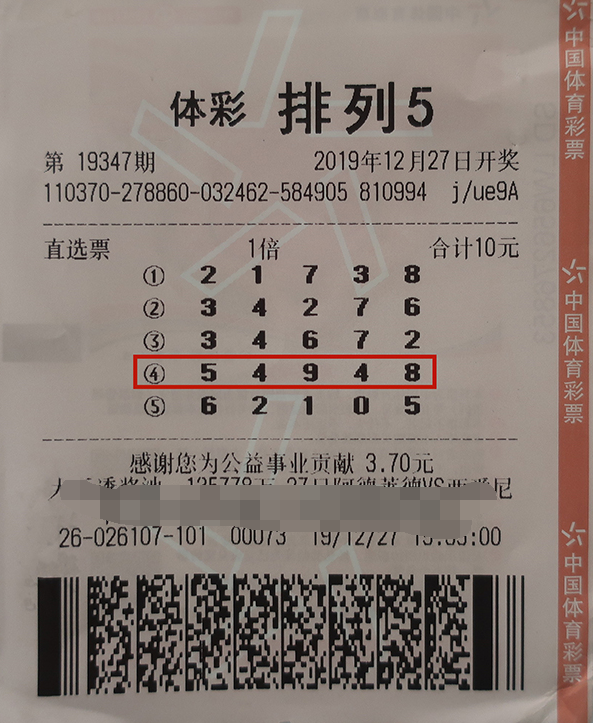 体彩 排列5
第 19347期 2019年12月27日开奖
110370-278860-032462-584905 810994 j/ue9A
直选票 1倍 合计10元
① 2 1 7 3 8
② 3 4 2 7 6
③ 3 4 6 7 2
④ 5 4 9 4 8
⑤ 6 2 1 0 5
感谢您为公益事业贡献 3.70元
26-026107-101 00073 19/12/27
中国体育彩票
中国体育彩票
中国体育彩票